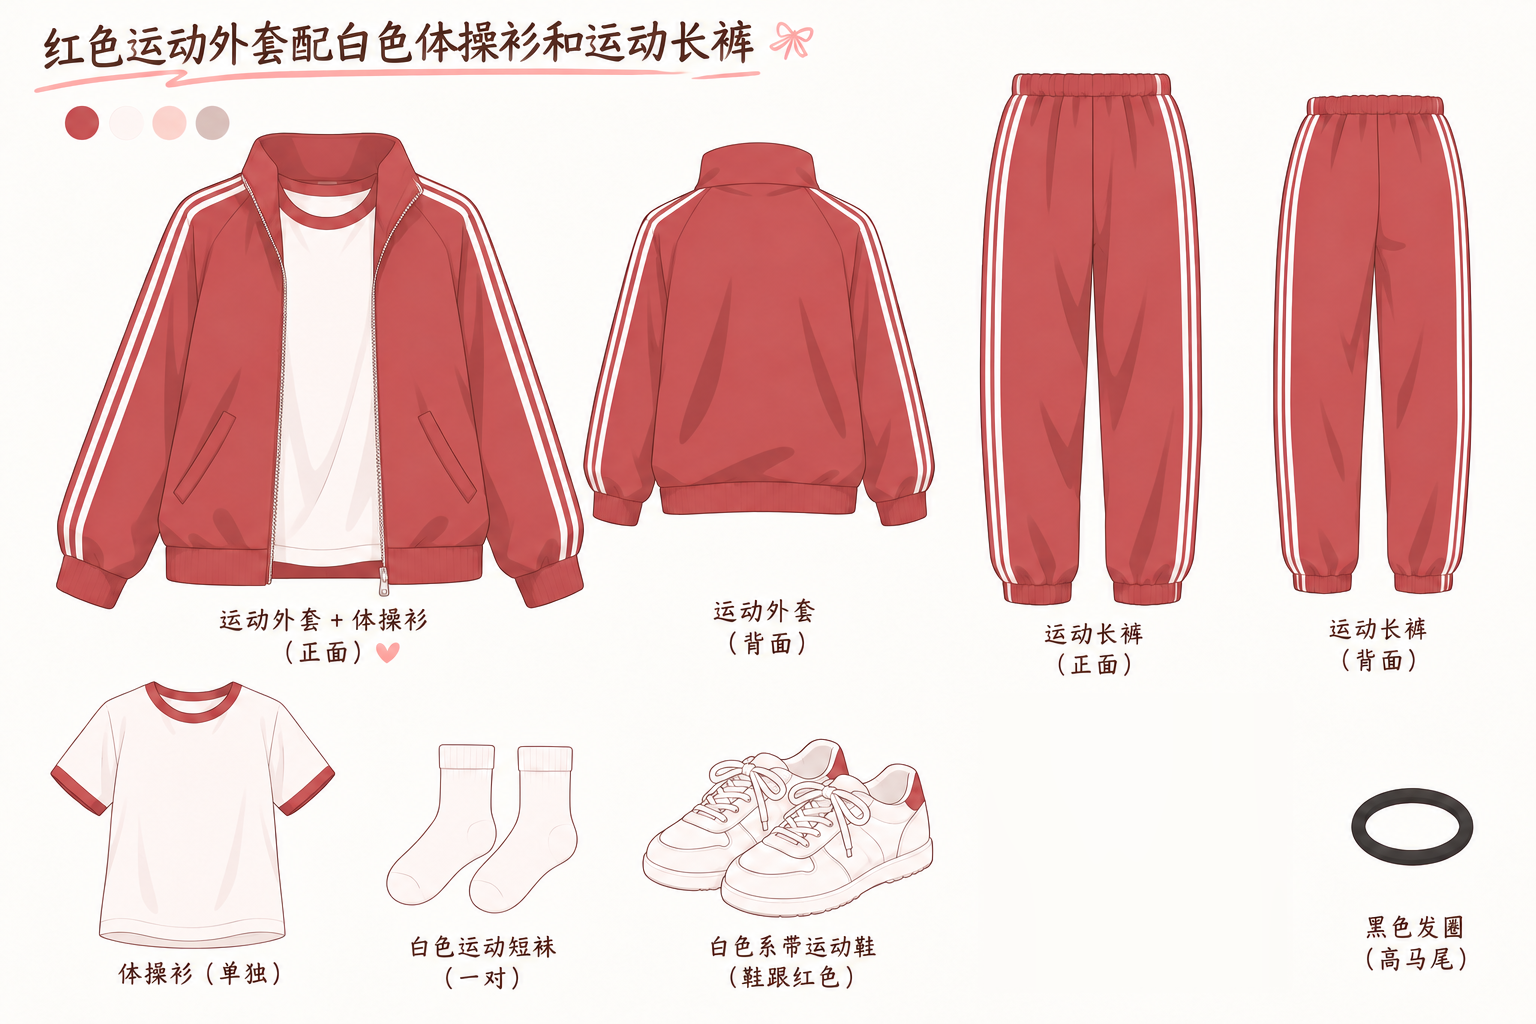 红色运动外套配白色体操衫和运动长裤
运动外套 + 体操衫
（正面）
运动外套
（背面）
运动长裤
（正面）
运动长裤
（背面）
体操衫（单独）
白色运动短袜
（一对）
白色系带运动鞋
（鞋跟红色）
黑色发圈
（高马尾）